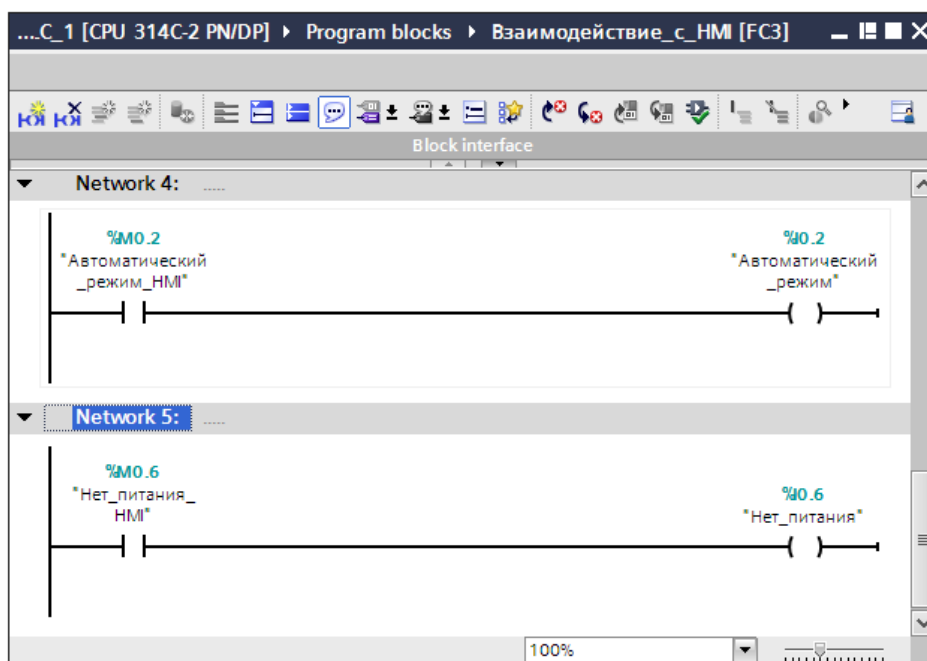 ...C_1 [CPU 314C-2 PN/DP] ▸ Program blocks ▸ Взаимодействие_с_HMI [FC3]
Block interface
Network 4: .....
%M0.2
"Автоматический
_режим_HMI"
%I0.2
"Автоматический
_режим"
Network 5: .....
%M0.6
"Нет_питания_
HMI"
%I0.6
"Нет_питания"
100%